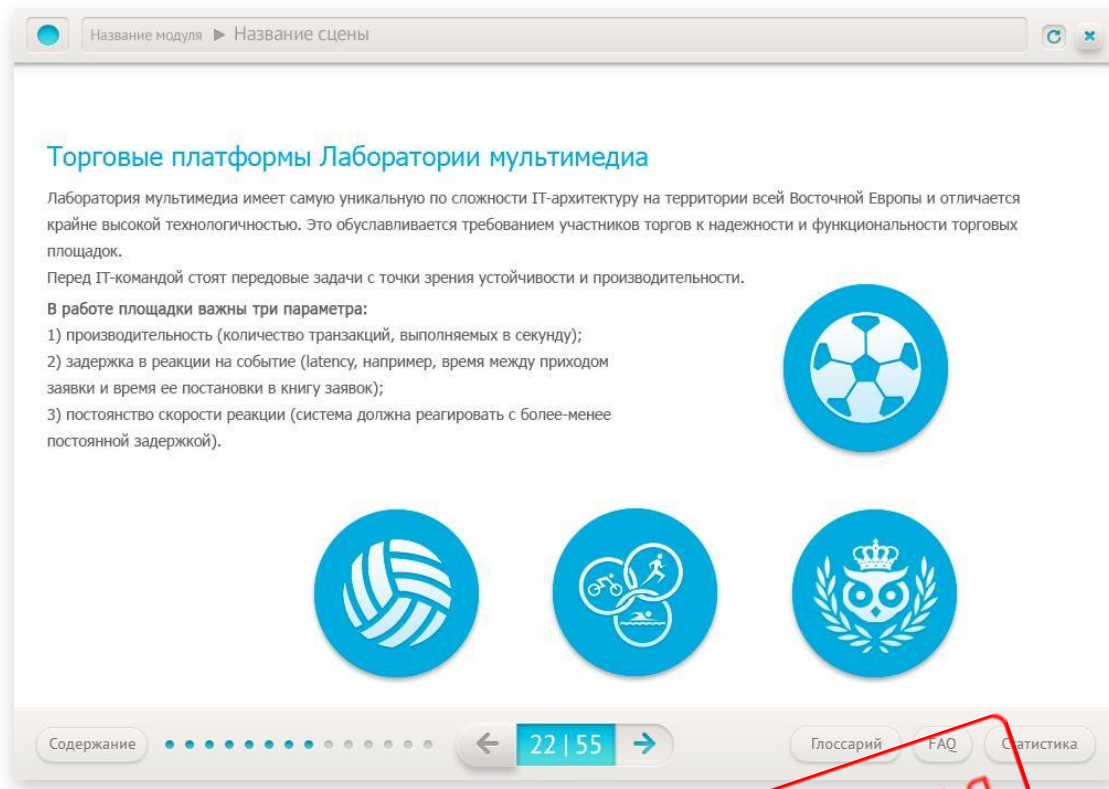 Название модуля ▶ Название сцены
Торговые платформы Лаборатории мультимедиа
Лаборатория мультимедиа имеет самую уникальную по сложности IT-архитектуру на территории всей Восточной Европы и отличается
крайне высокой технологичностью. Это обуславливается требованием участников торгов к надежности и функциональности торговых
площадок.
Перед IT-командой стоят передовые задачи с точки зрения устойчивости и производительности.
В работе площадки важны три параметра:
1) производительность (количество транзакций, выполняемых в секунду);
2) задержка в реакции на событие (latency, например, время между приходом
заявки и время ее постановки в книгу заявок);
3) постоянство скорости реакции (система должна реагировать с более-менее
постоянной задержкой).
Содержание 22 | 55 Глоссарий FAQ Статистика